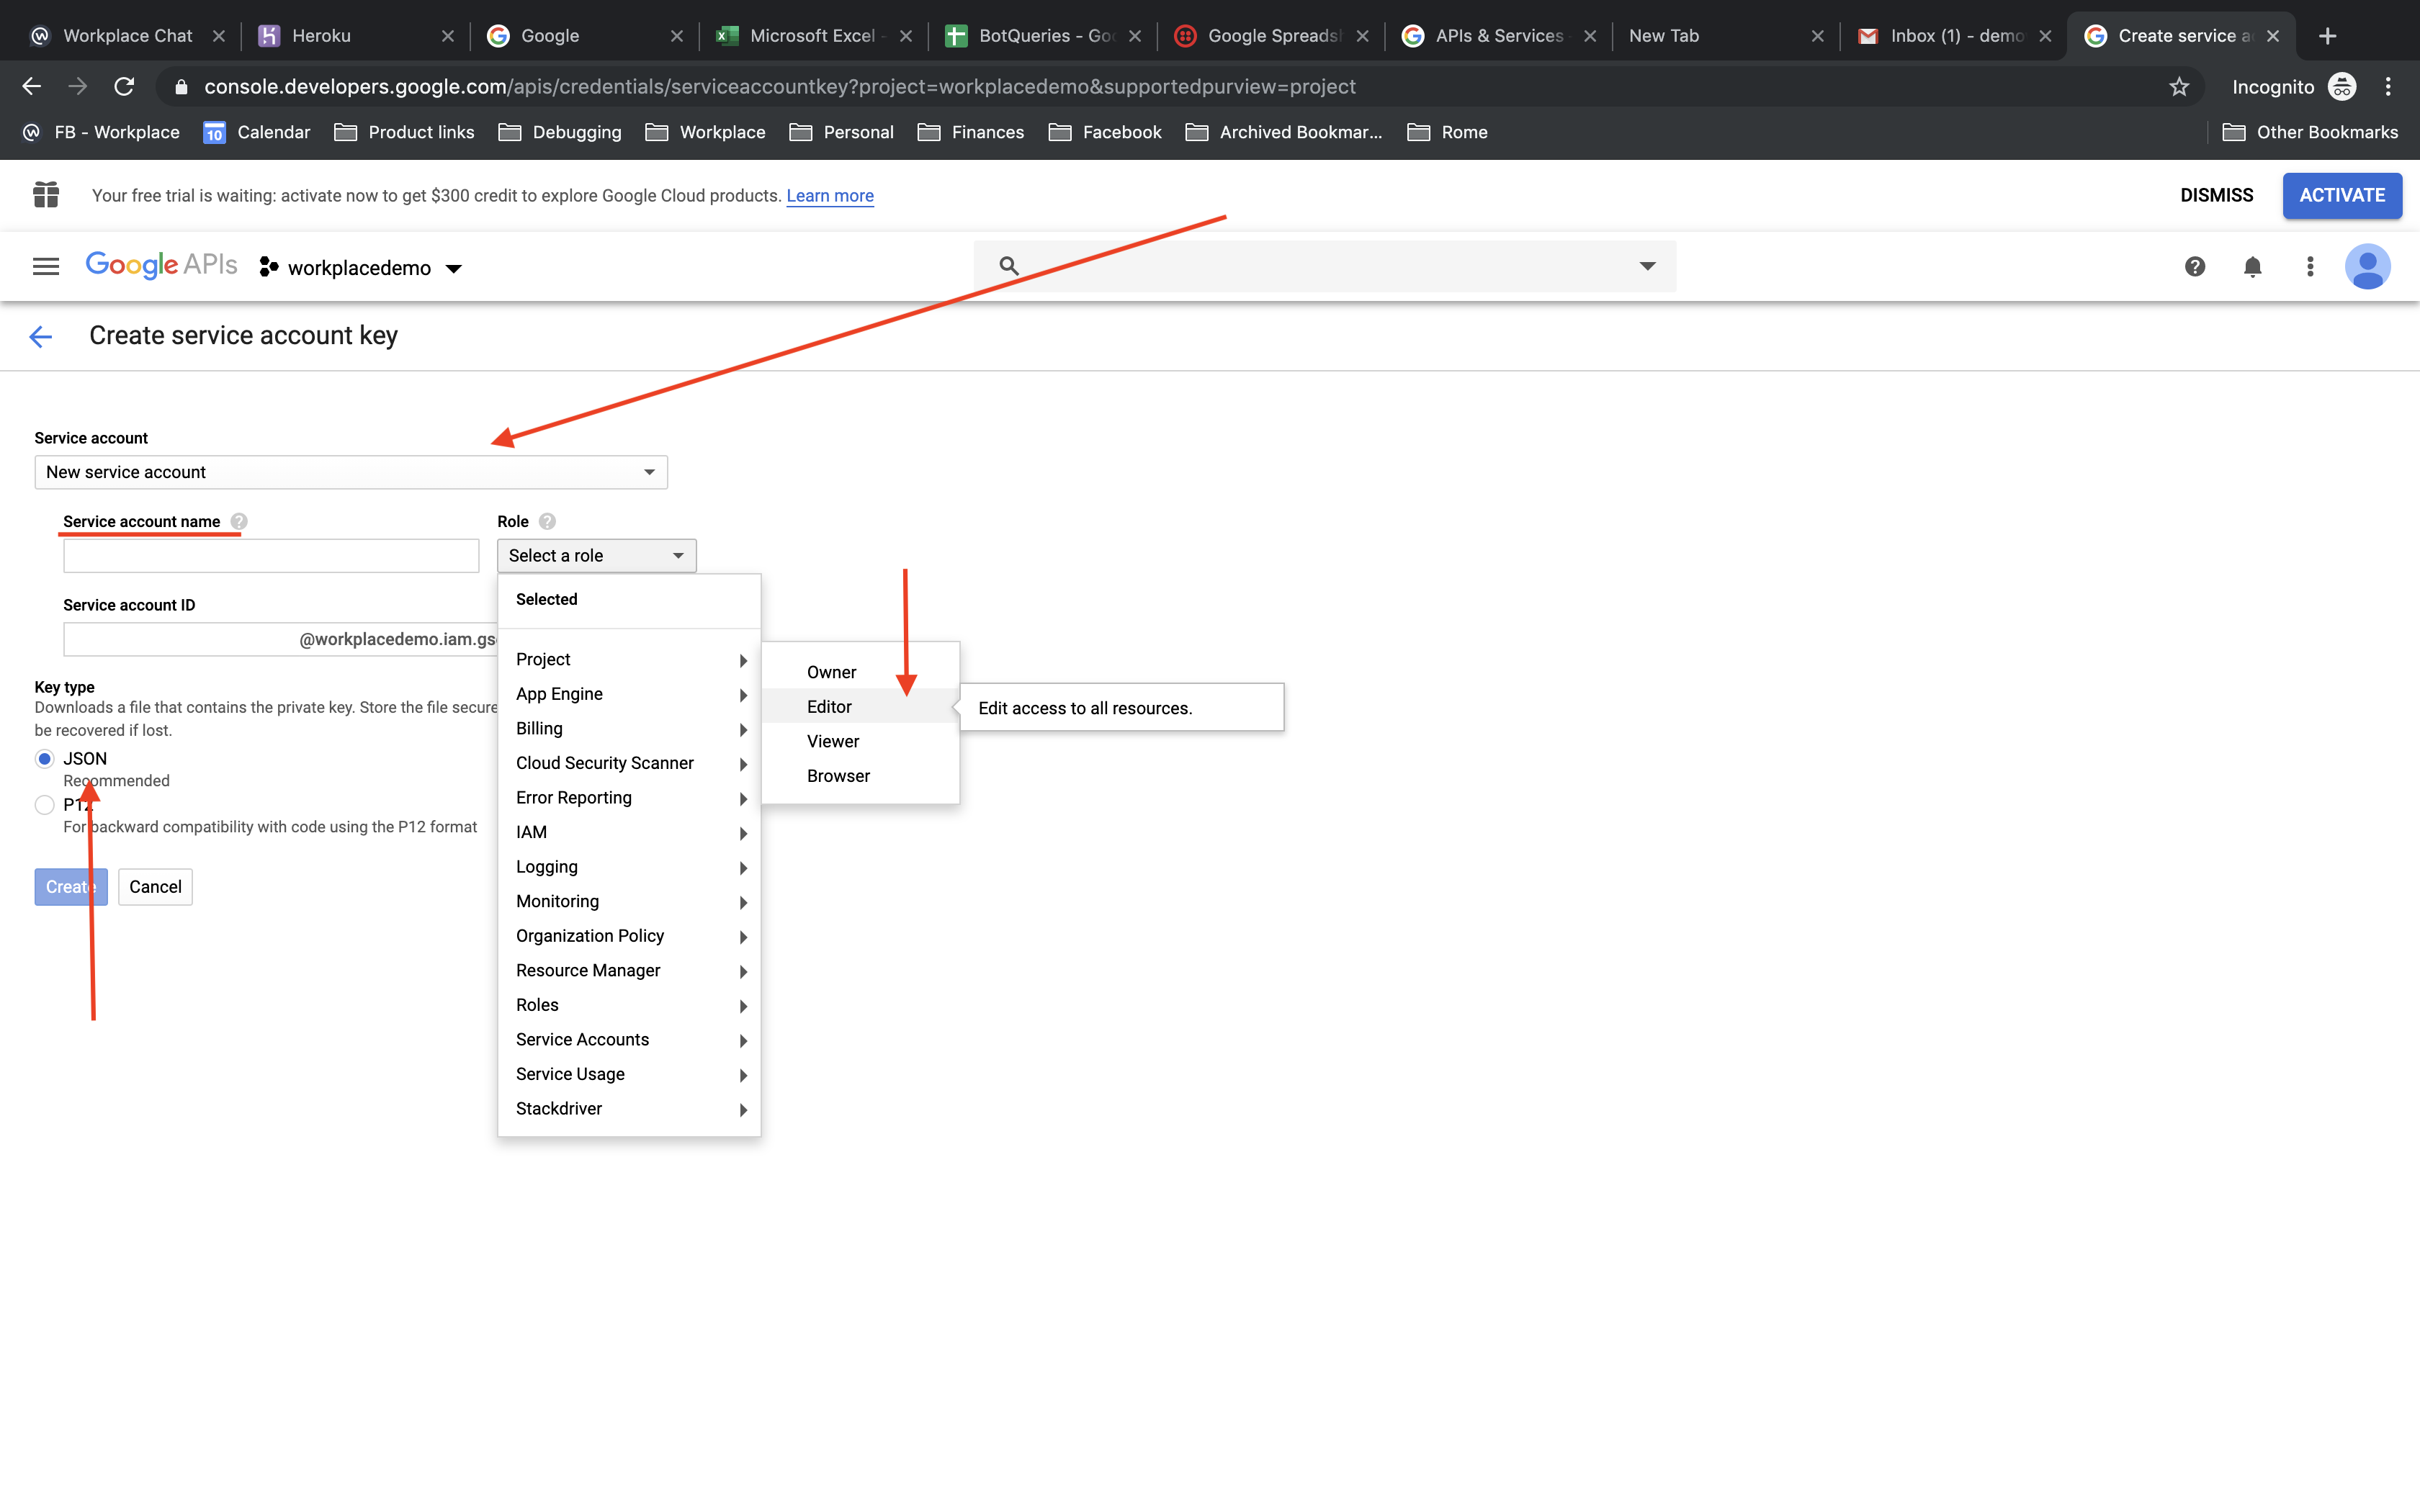 Workplace Chat
Heroku
Google
Microsoft Excel -
BotQueries - Goo
Google Spreads
APIs & Services
New Tab
Inbox (1) - demo
Create service a
console.developers.google.com/apis/credentials/serviceaccountkey?project=workplacedemo&supportedpurview=project
Incognito
FB - Workplace
10
Calendar
Product links
Debugging
Workplace
Personal
Finances
Facebook
Archived Bookmar...
Rome
Other Bookmarks
Your free trial is waiting: activate now to get $300 credit to explore Google Cloud products. Learn more
DISMISS
ACTIVATE
Google APIs
workplacedemo
Create service account key
Service account
New service account
Service account name
Role
Select a role
Selected
Service account ID
@workplacedemo.iam.gs
Project
App Engine
Billing
Cloud Security Scanner
Error Reporting
IAM
Logging
Monitoring
Organization Policy
Resource Manager
Roles
Service Accounts
Service Usage
Stackdriver
Owner
Editor
Viewer
Browser
Edit access to all resources.
Key type
Downloads a file that contains the private key. Store the file secure
be recovered if lost.
JSON
Recommended
P12
For backward compatibility with code using the P12 format
Create
Cancel